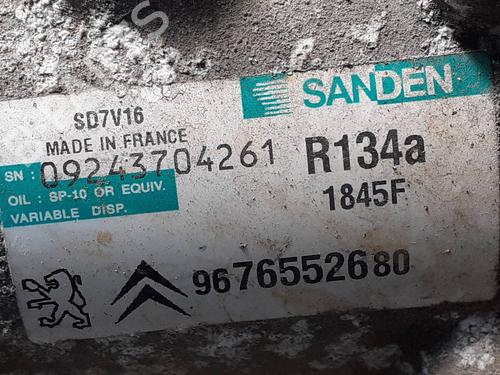 SANDEN
SD7V16
MADE IN FRANCE
SN : 09243704261
R134a
OIL : SP-10 OR EQUIV.
VARIABLE DISP.
1845F
9676552680